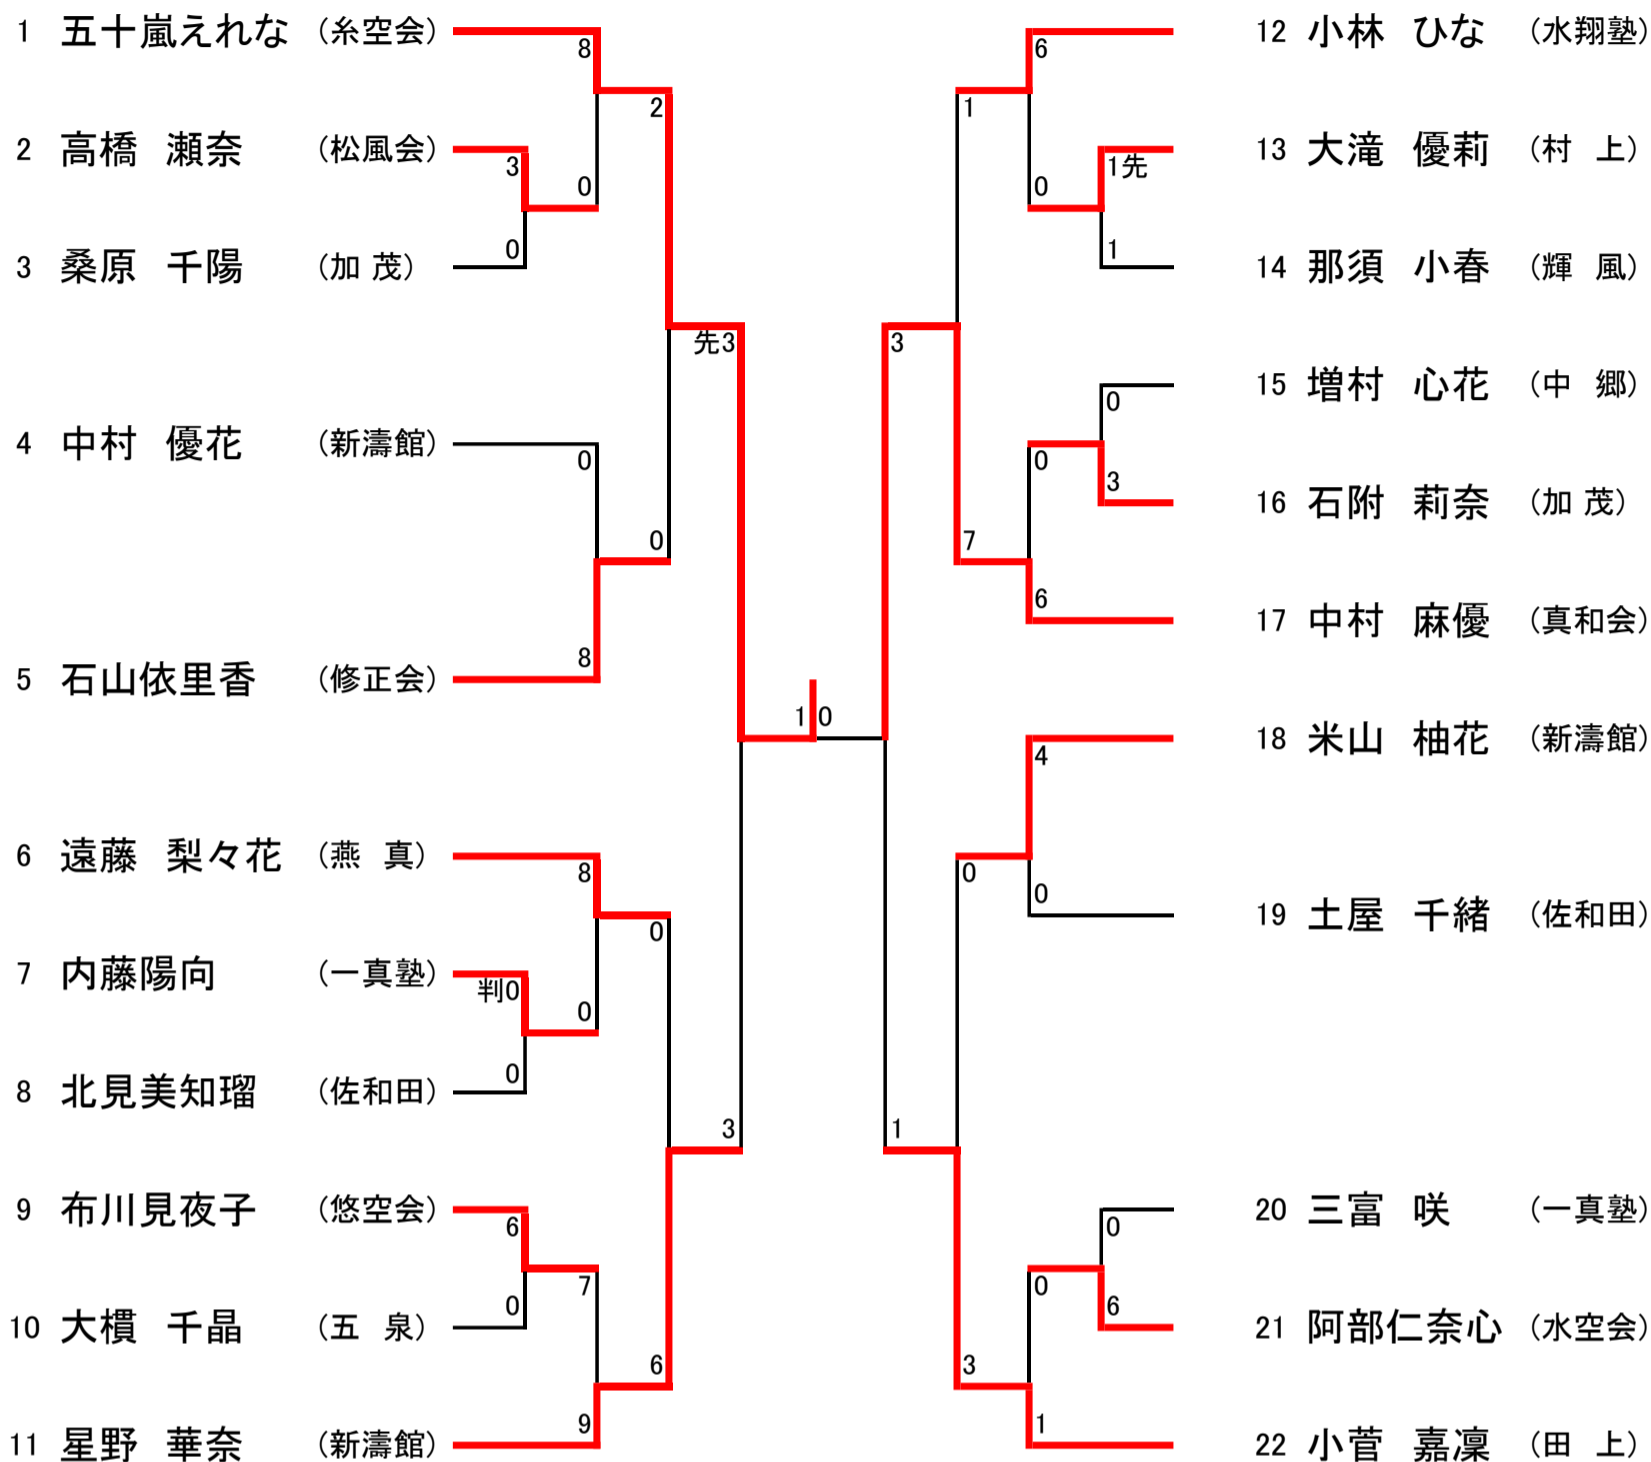 1 五十嵐えれな (糸空会)
8
2
2 高橋 瀬奈 (松風会)
3
0
0
3 桑原 千陽 (加 茂)
先3
4 中村 優花 (新濤館)
0
0
8
5 石山依里香 (修正会)
1 0
6 遠藤 梨々花 (燕 真)
8
0
7 内藤陽向 (一真塾)
判0
0
0
8 北見美知瑠 (佐和田)
3
9 布川見夜子 (悠空会)
6
7
0
10 大樌 千晶 (五 泉)
6
9
11 星野 華奈 (新濤館)
12 小林 ひな (水翔塾)
6
1
13 大滝 優莉 (村 上)
1先
0
1
14 那須 小春 (輝 風)
3
15 増村 心花 (中 郷)
0
0
3
16 石附 莉奈 (加 茂)
7
6
17 中村 麻優 (真和会)
18 米山 柚花 (新濤館)
4
0
0
19 土屋 千緒 (佐和田)
1
20 三富 咲 (一真塾)
0
0
6
21 阿部仁奈心 (水空会)
3
1
22 小菅 嘉凜 (田 上)